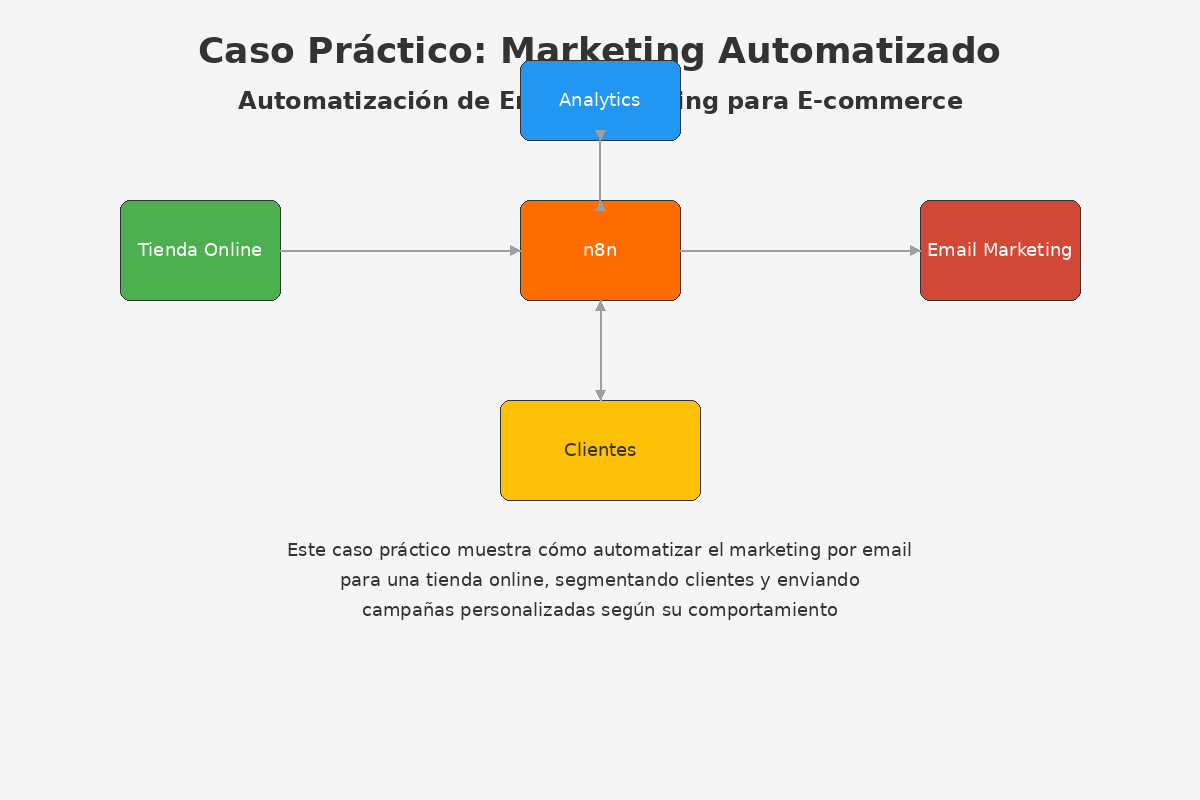 Caso Práctico: Marketing Automatizado
Automatización de ing para E-commerce
Analytics
Tienda Online
n8n
Email Marketing
Clientes
Este caso práctico muestra cómo automatizar el marketing por email
para una tienda online, segmentando clientes y enviando
campañas personalizadas según su comportamiento